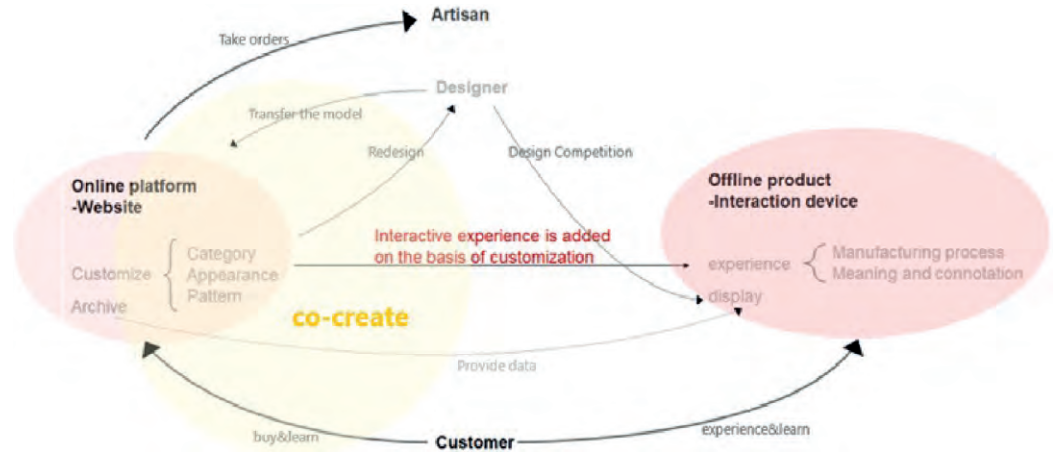 Artisan
Take orders
Designer
Transfer the model
Redesign
Design Competition
Online platform
-Website
Offline product
-Interaction device
Interactive experience is added
on the basis of customization
Customize
Category
Appearance
Pattern
Archive
experience
Manufacturing process
Meaning and connotation
display
co-create
Provide data
buy&learn
Customer
experience&learn